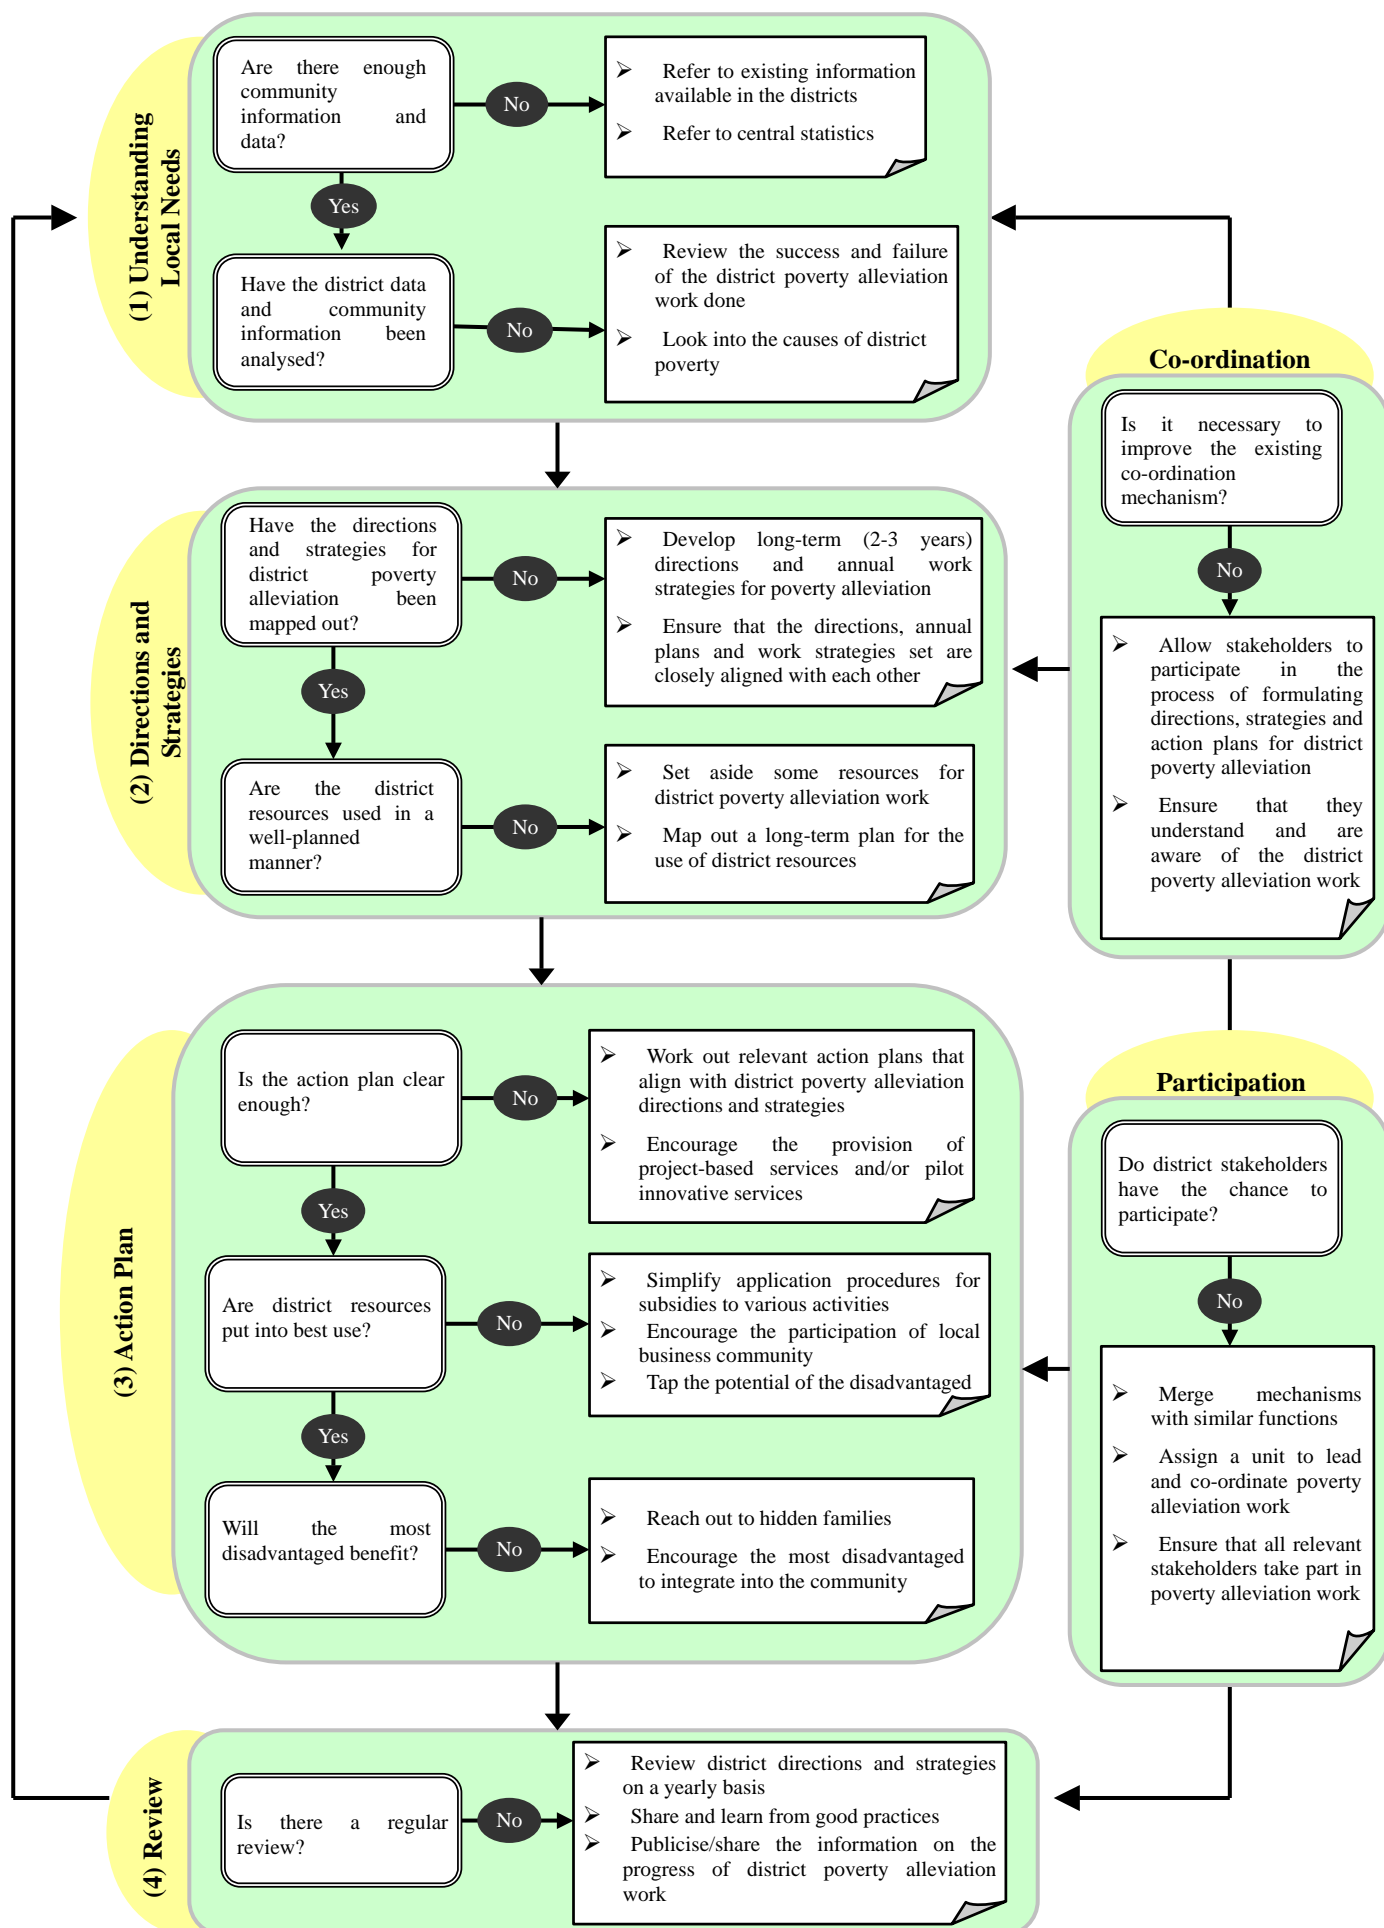 (1) Understanding
Local Needs
Are there enough
community
information and
data?
No
➢ Refer to existing information
available in the districts
➢ Refer to central statistics
Yes
Have the district data
and community
information been
analysed?
No
➢ Review the success and failure
of the district poverty alleviation
work done
➢ Look into the causes of district
poverty
(2) Directions and
Strategies
Have the directions
and strategies for
district poverty
alleviation been
mapped out?
No
➢ Develop long-term (2-3 years)
directions and annual work
strategies for poverty alleviation
➢ Ensure that the directions, annual
plans and work strategies set are
closely aligned with each other
Yes
Are the district
resources used in a
well-planned
manner?
No
➢ Set aside some resources for
district poverty alleviation work
➢ Map out a long-term plan for the
use of district resources
(3) Action Plan
Is the action plan clear
enough?
No
➢ Work out relevant action plans that
align with district poverty alleviation
directions and strategies
➢ Encourage the provision of
project-based services and/or pilot
innovative services
Yes
Are district resources
put into best use?
No
➢ Simplify application procedures for
subsidies to various activities
➢ Encourage the participation of local
business community
➢ Tap the potential of the disadvantaged
Yes
Will the most
disadvantaged benefit?
No
➢ Reach out to hidden families
➢ Encourage the most disadvantaged
to integrate into the community
(4) Review
Is there a regular
review?
No
➢ Review district directions and strategies
on a yearly basis
➢ Share and learn from good practices
➢ Publicise/share the information on the
progress of district poverty alleviation
work
Co-ordination
Is it necessary to
improve the existing
co-ordination
mechanism?
No
➢ Allow stakeholders to
participate in the
process of formulating
directions, strategies and
action plans for district
poverty alleviation
➢ Ensure that they
understand and are
aware of the district
poverty alleviation work
Participation
Do district stakeholders
have the chance to
participate?
No
➢ Merge mechanisms
with similar functions
➢ Assign a unit to lead
and co-ordinate poverty
alleviation work
➢ Ensure that all relevant
stakeholders take part in
poverty alleviation work